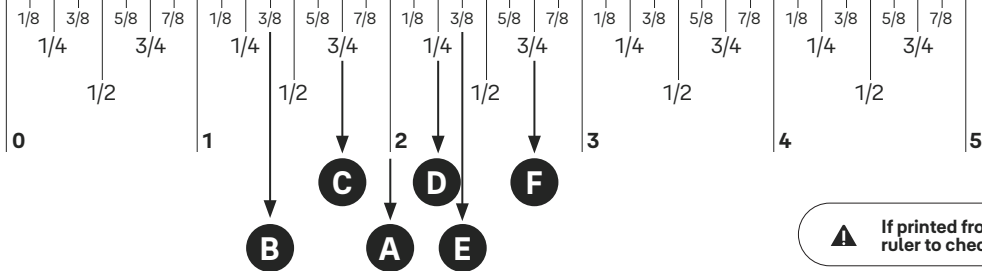 1/8 3/8 5/8 7/8 1/8 3/8 5/8 7/8 1/8 3/8 5/8 7/8 1/8 3/8 5/8 7/8 1/8 3/8 5/8 7/8
1/4 3/4 1/4 3/4 1/4 3/4 1/4 3/4 1/4 3/4
1/2 1/2 1/2 1/2 1/2
0 1 2 3 4 5
C D F
B A E
If printed fro
ruler to chec